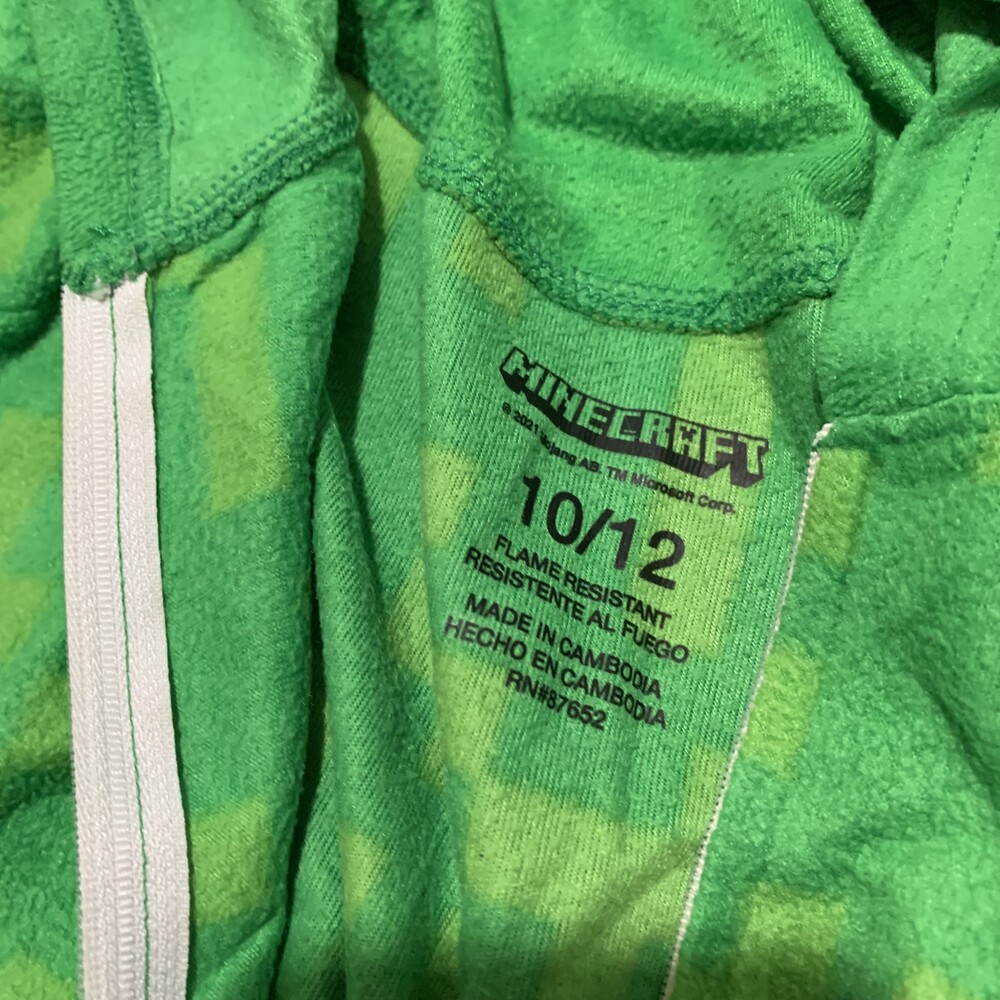 MINECRAFT
© 2021 Mojang AB. TM Microsoft Corp.
10/12
FLAME RESISTANT
RESISTENTE AL FUEGO
MADE IN CAMBODIA
HECHO EN CAMBODIA
RN#87652